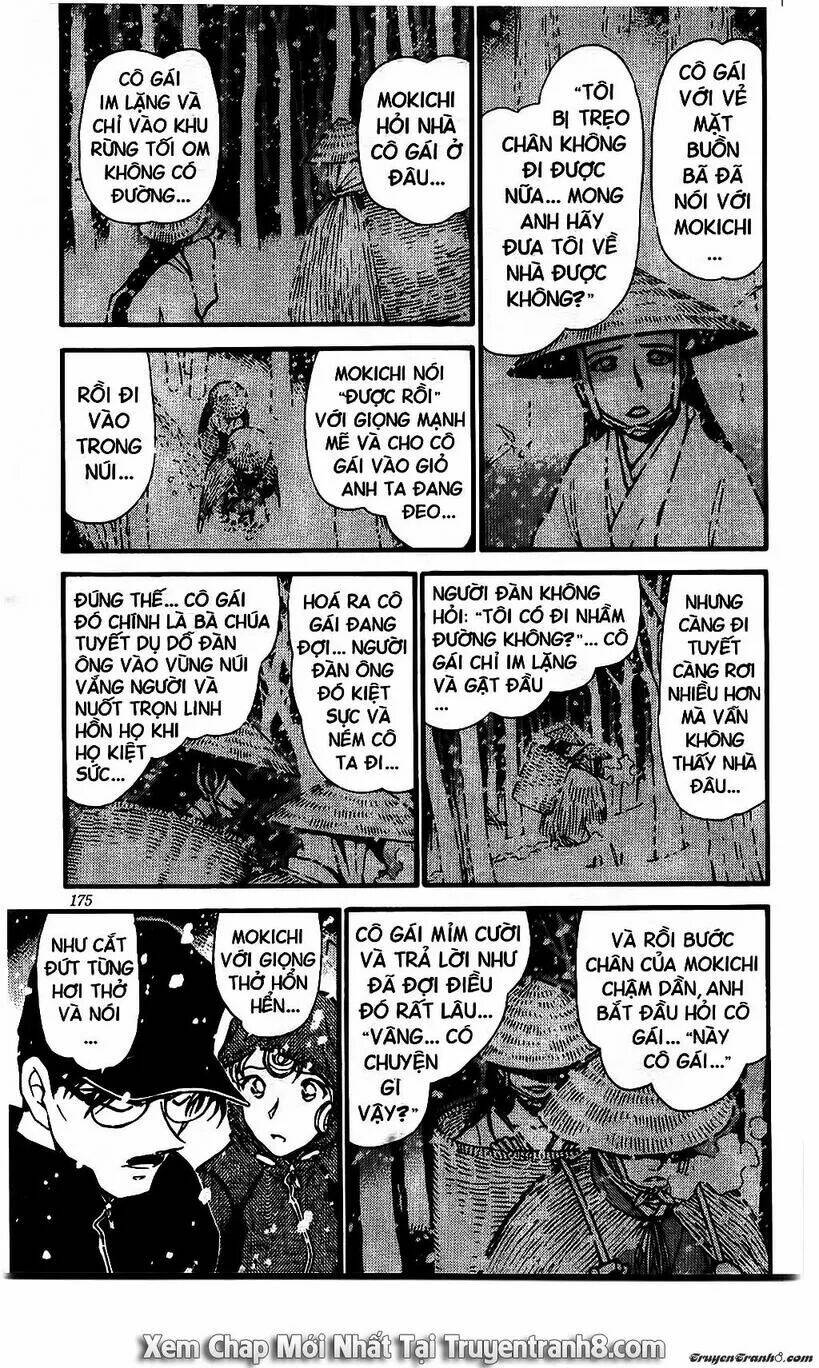 CÔ GÁI
VỚI VẺ
MẶT
BUỒN
BÃ ĐÃ
NÓI VỚI
MOKICHI
...
"TÔI
BỊ TRẸO
CHÂN KHÔNG
ĐI ĐƯỢC
NỮA... MONG
ANH HÃY
ĐƯA TÔI VỀ
NHÀ ĐƯỢC
KHÔNG?"
MOKICHI
HỎI NHÀ
CÔ GÁI Ở
ĐÂU...
CÔ GÁI
IM LẶNG VÀ
CHỈ VÀO KHU
RỪNG TỐI OM
KHÔNG CÓ
ĐƯỜNG...
MOKICHI NÓI
"ĐƯỢC RỒI"
VỚI GIỌNG MẠNH
MẼ VÀ CHO CÔ
GÁI VÀO GIỎ
ANH TA ĐANG
ĐEO...
RỒI ĐI
VÀO
TRONG
NÚI...
NHƯNG
CÀNG ĐI
TUYẾT
CÀNG RƠI
NHIỀU HƠN
MÀ VẪN
KHÔNG
THẤY NHÀ
ĐÂU...
NGƯỜI ĐÀN KHÔNG
HỎI: "TÔI CÓ ĐI NHẦM
ĐƯỜNG KHÔNG?"... CÔ
GÁI CHỈ IM LẶNG
VÀ GẬT ĐẦU
...
HOÁ RA CÔ
GÁI ĐANG
ĐỢI... NGƯỜI
ĐÀN ÔNG
ĐÓ KIỆT
SỨC VÀ
NÉM CÔ
TA ĐI...
ĐÚNG THẾ... CÔ GÁI
ĐÓ CHÍNH LÀ BÀ CHÚA
TUYẾT DỤ DỖ ĐÀN
ÔNG VÀO VÙNG NÚI
VẮNG NGƯỜI VÀ
NUỐT TRỌN LINH
HỒN HỌ KHI
HỌ KIỆT
SỨC...
175
VÀ RỒI BƯỚC
CHÂN CỦA MOKICHI
CHẬM DẦN, ANH
BẮT ĐẦU HỎI CÔ
GÁI... "NÀY
CÔ GÁI..."
CÔ GÁI MỈM CƯỜI
VÀ TRẢ LỜI NHƯ
ĐÃ ĐỢI ĐIỀU
ĐÓ RẤT LÂU...
"VÂNG... CÓ
CHUYỆN
GÌ
VẬY?"
MOKICHI
VỚI GIỌNG
THỞ HỔN
HỂN...
NHƯ CẮT
ĐỨT TỪNG
HƠI THỞ
VÀ NÓI
...
Xem Chap Mới Nhất Tại Truyentranh8.com
TruyenTranh8.com